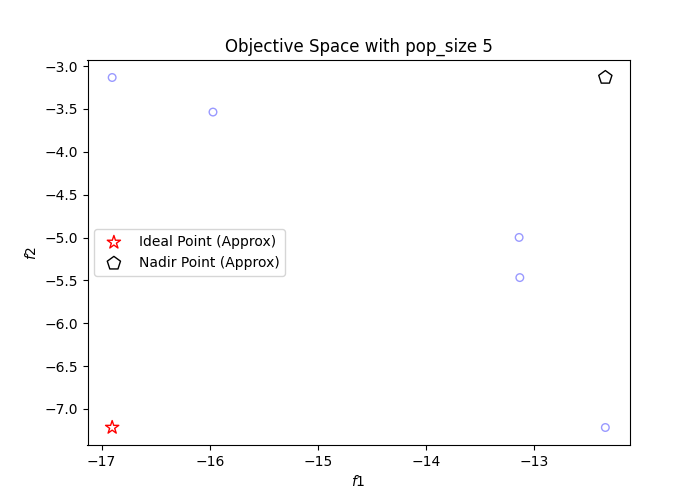 Objective Space with pop_size 5
−3.0
−3.5
−4.0
−4.5
−5.0
−5.5
−6.0
−6.5
−7.0
f2
Ideal Point (Approx)
Nadir Point (Approx)
−17
−16
−15
−14
−13
f1